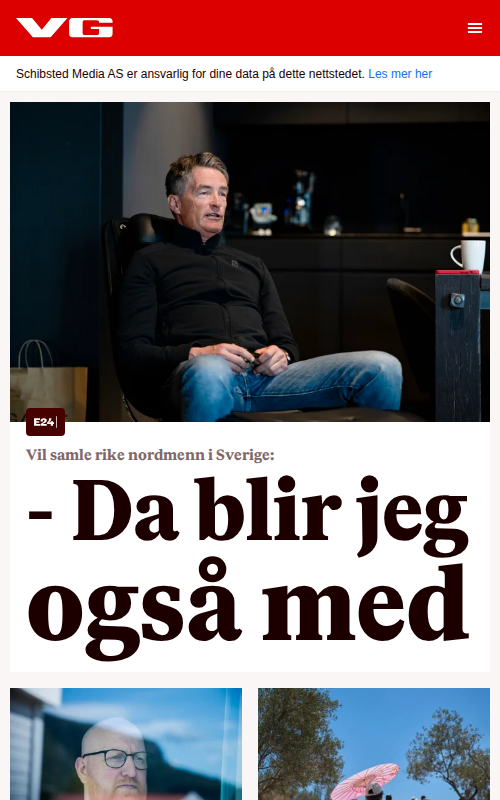 VG
Schibsted Media AS er ansvarlig for dine data på dette nettstedet. Les mer her
E24
Vil samle rike nordmenn i Sverige:
- Da blir jeg
også med